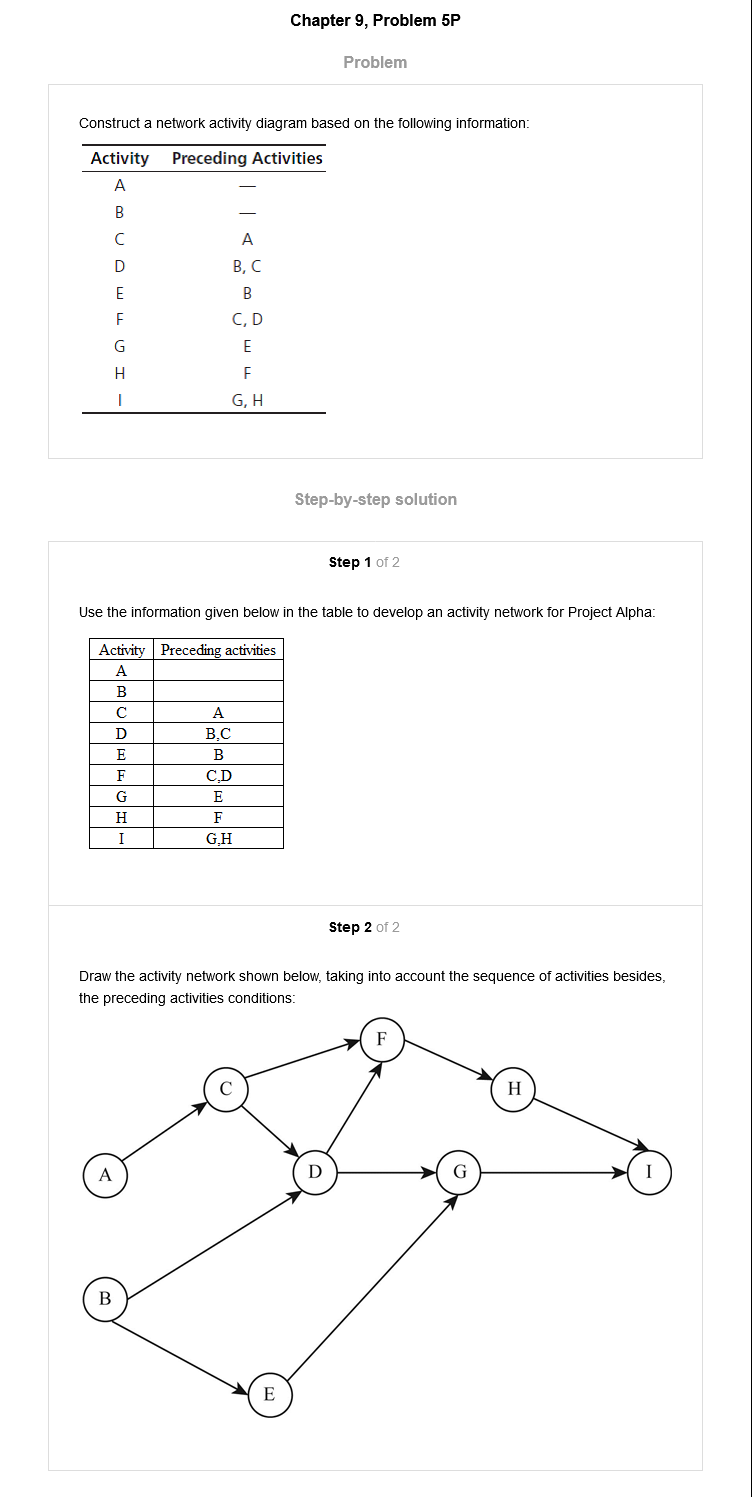 Chapter 9, Problem 5P
Problem
Construct a network activity diagram based on the following information:
Activity Preceding Activities
A —
B —
C A
D B, C
E B
F C, D
G E
H F
I G, H
Step-by-step solution
Step 1 of 2
Use the information given below in the table to develop an activity network for Project Alpha:
Activity Preceding activities
A
B
C A
D B,C
E B
F C,D
G E
H F
I G,H
Step 2 of 2
Draw the activity network shown below, taking into account the sequence of activities besides,
the preceding activities conditions:
F
C
H
A
D
G
I
B
E